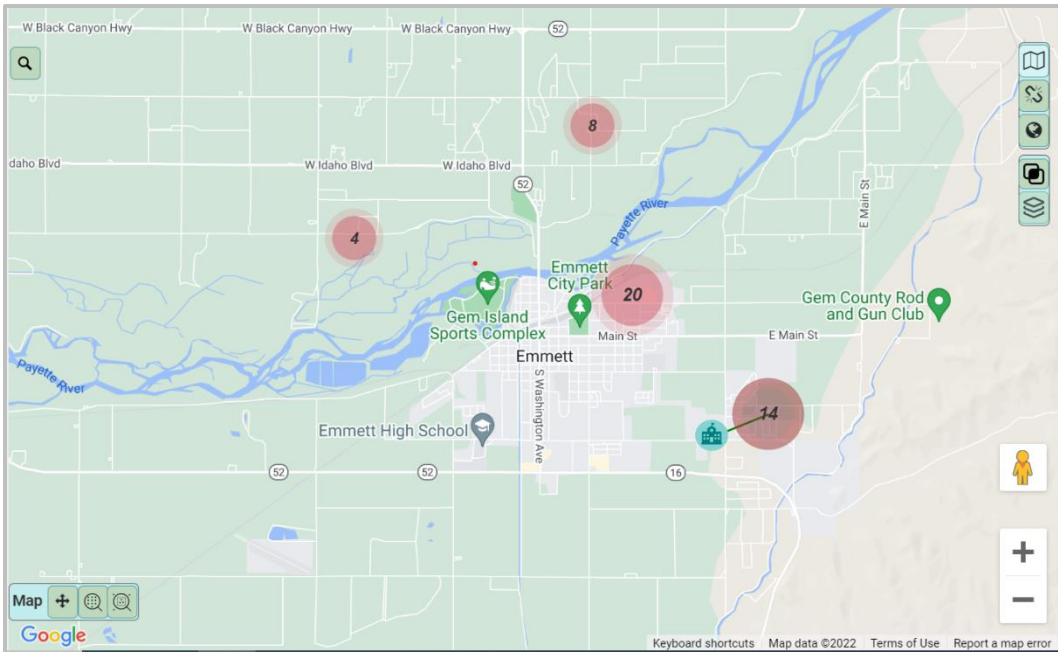 W Black Canyon Hwy
W Black Canyon Hwy
W Black Canyon Hwy
52
8
daho Blvd
W Idaho Blvd
W Idaho Blvd
52
E Main St
Payette River
4
Emmett
City Park
20
Gem Island
Sports Complex
Gem County Rod
and Gun Club
Main St
E Main St
Emmett
Payette River
S Washington Ave
14
Emmett High School
52
52
16
Map
Google
Keyboard shortcuts
Map data ©2022
Terms of Use
Report a map error